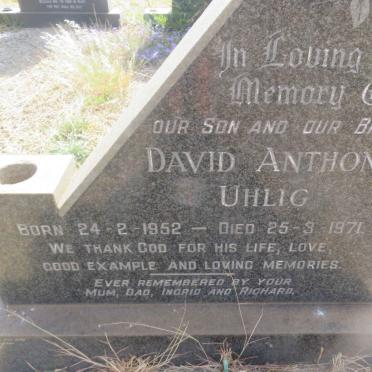 In Loving
Memory
OUR SON AND OUR
DAVID ANTHON
UHLIG
BORN 24-2-1952 — DIED 25-3-1971.
WE THANK GOD FOR HIS LIFE, LOVE,
GOOD EXAMPLE AND LOVING MEMORIES.
EVER REMEMBERED BY YOUR
MUM, DAD, INGRID AND RICHARD.